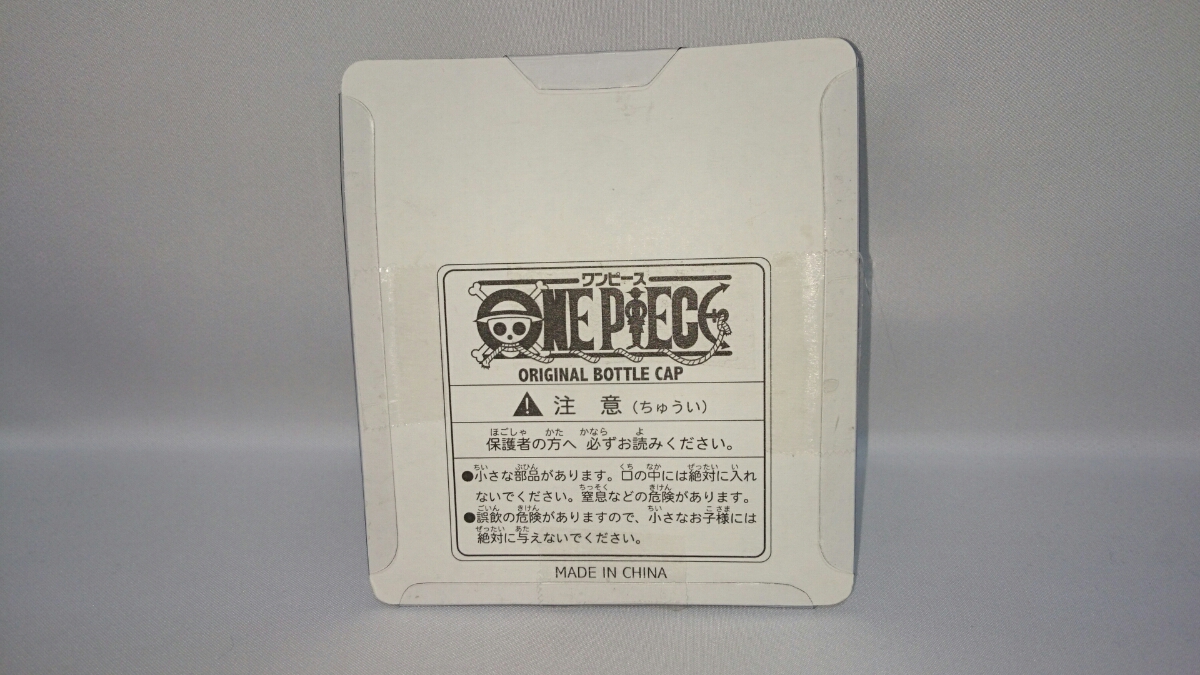 ワンピース
ONE PIECE
ORIGINAL BOTTLE CAP
注 意 (ちゅうい)
ほごしゃ かた かなら よ
保護者の方へ 必ずお読みください。
ちい ぶひん くち なか ぜったい い
●小さな部品があります。口の中には絶対に入れ
ちっそく きけん
ないでください。窒息などの危険があります。
ごいん きけん ちい こさま
●誤飲の危険がありますので、小さなお子様には
ぜったい あた
絶対に与えないでください。
MADE IN CHINA